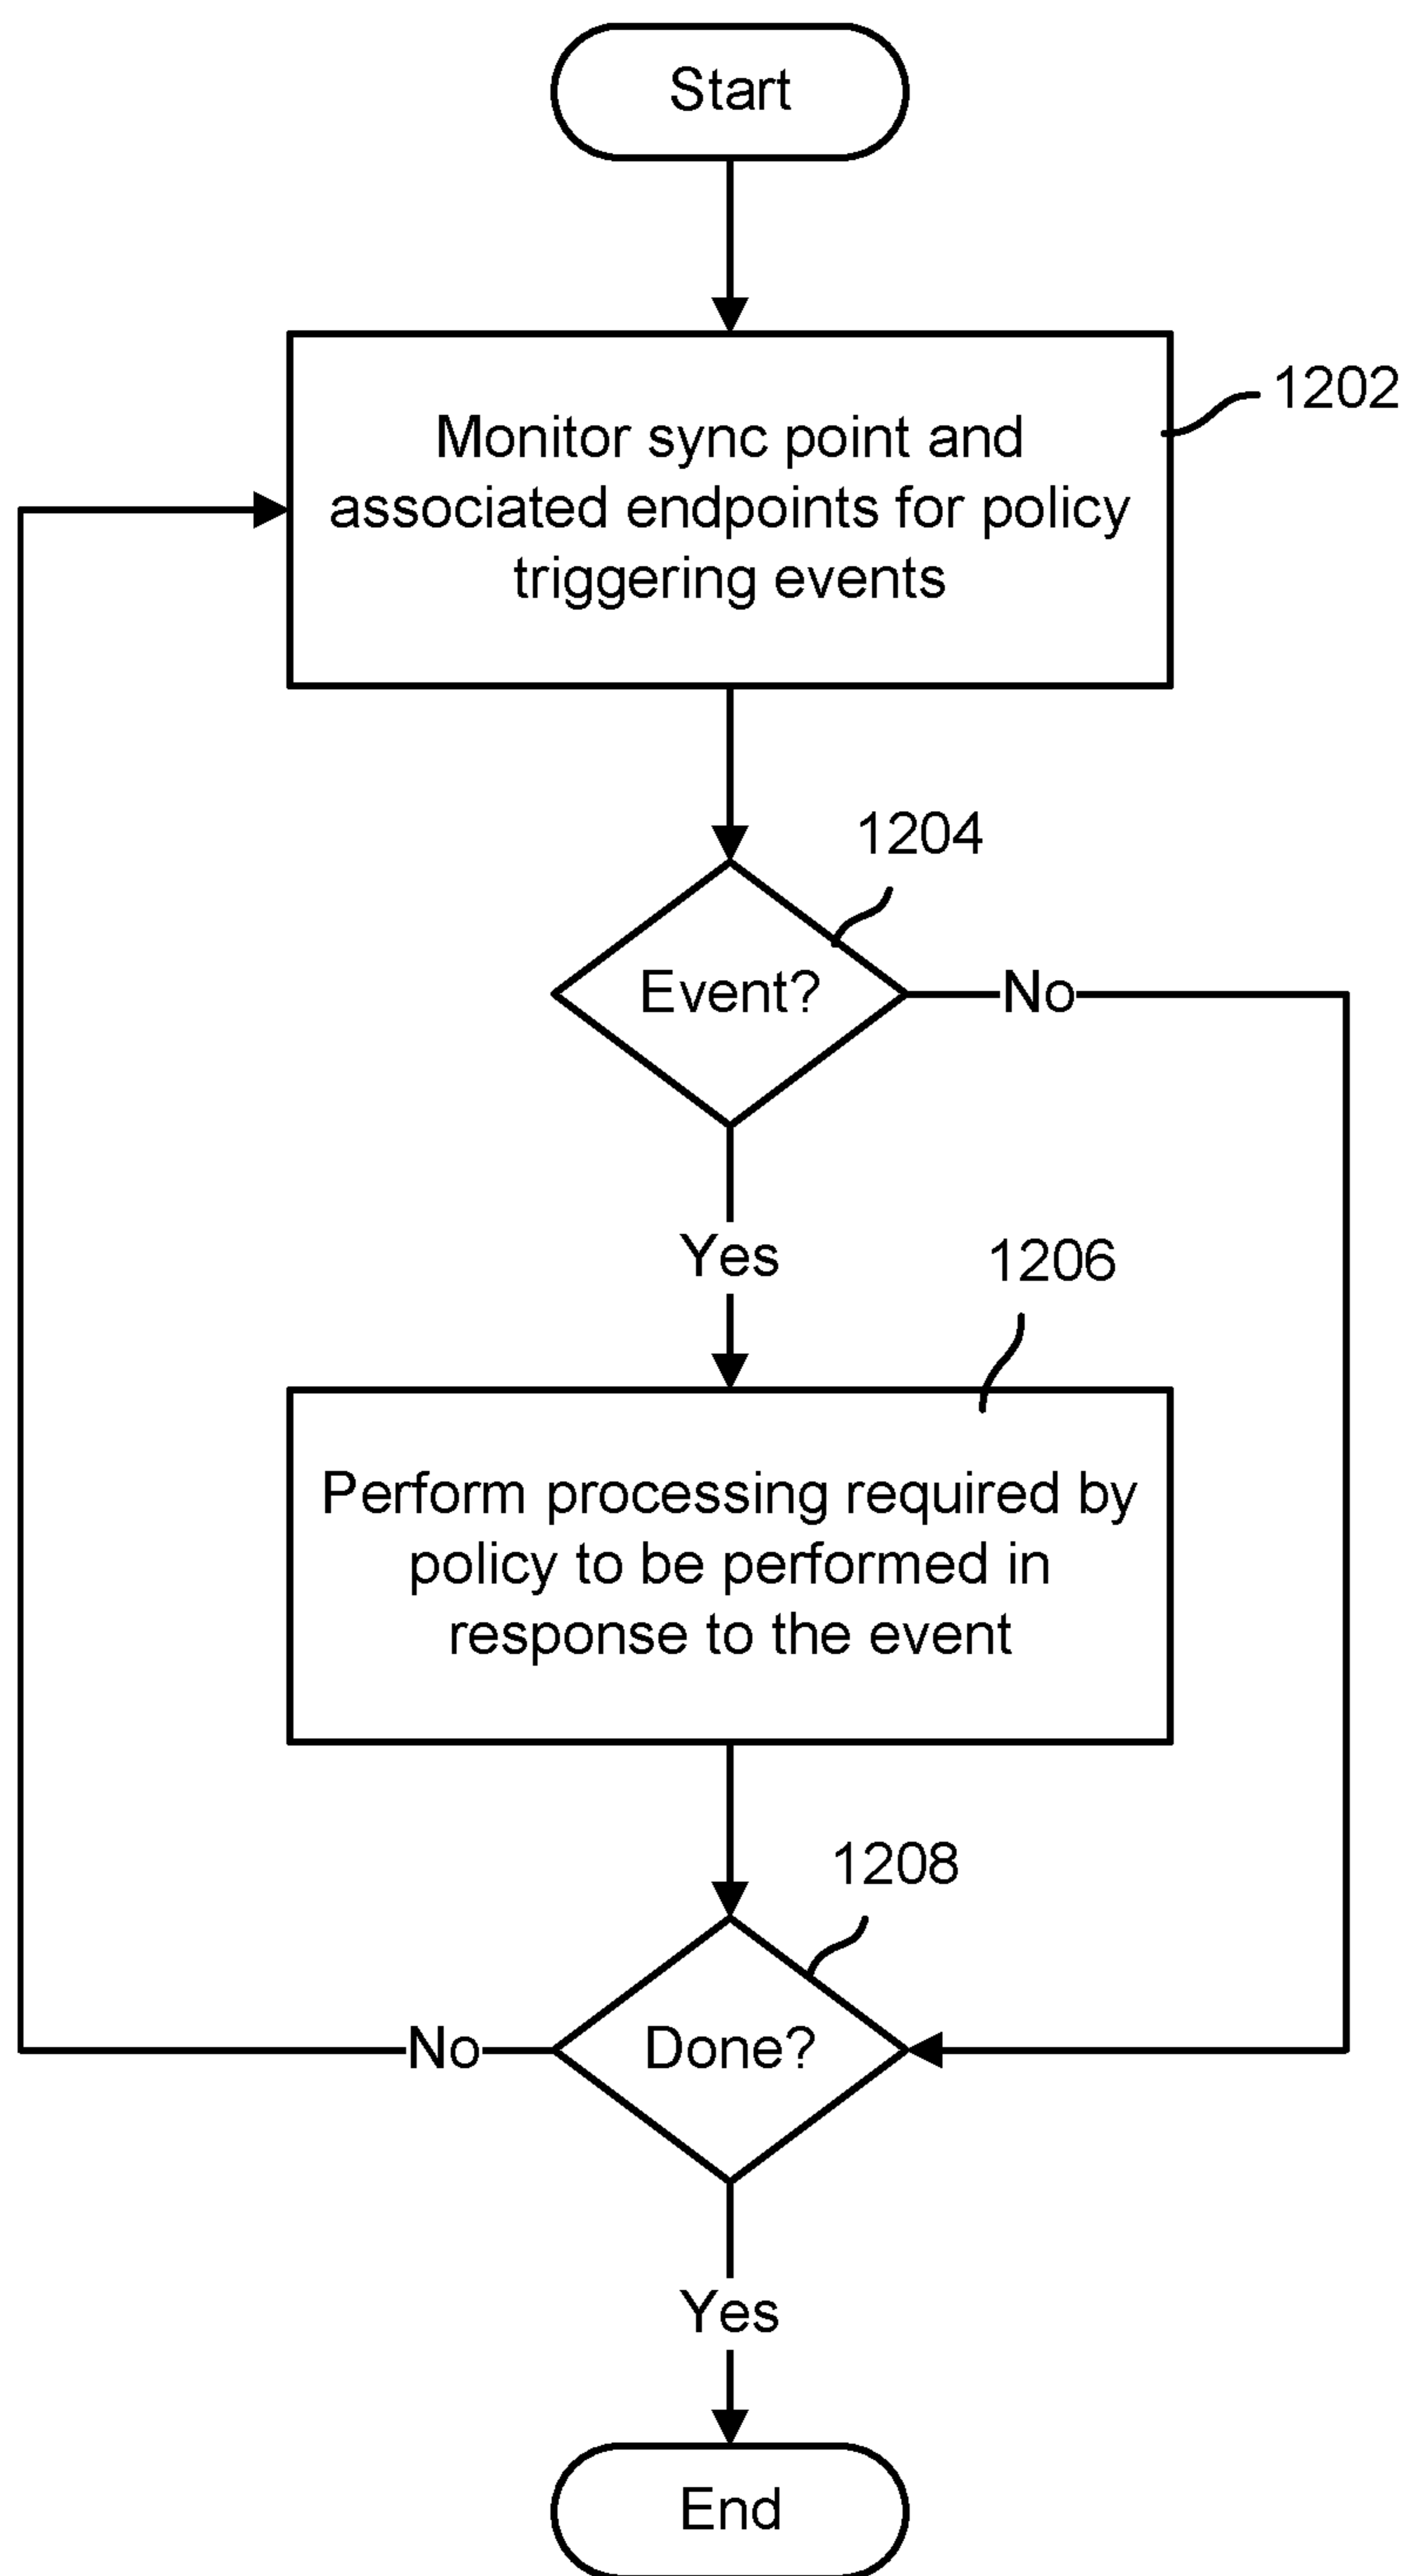 Start
Monitor sync point and
associated endpoints for policy
triggering events
1202
1204
Event?
No
Yes
1206
Perform processing required by
policy to be performed in
response to the event
1208
No
Done?
Yes
End